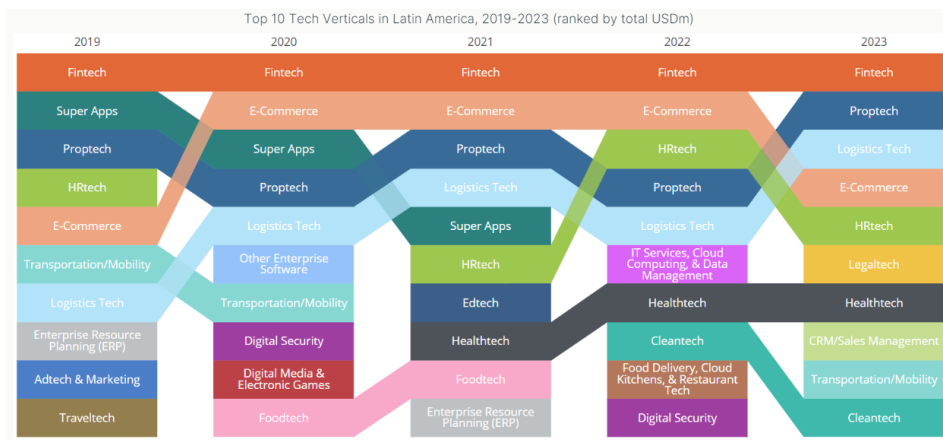 Top 10 Tech Verticals in Latin America, 2019-2023 (ranked by total USDm)
2019
2020
2021
2022
2023
Fintech
Fintech
Fintech
Fintech
Fintech
Super Apps
E-Commerce
E-Commerce
E-Commerce
Proptech
Proptech
Super Apps
Proptech
HRtech
Logistics Tech
HRtech
Proptech
Logistics Tech
Proptech
E-Commerce
E-Commerce
Logistics Tech
Super Apps
Logistics Tech
HRtech
Transportation/Mobility
Other Enterprise
Software
HRtech
IT Services, Cloud
Computing, & Data
Management
Legaltech
Logistics Tech
Transportation/Mobility
Edtech
Healthtech
Healthtech
Enterprise Resource
Planning (ERP)
Digital Security
Healthtech
Cleantech
CRM/Sales Management
Adtech & Marketing
Digital Media &
Electronic Games
Foodtech
Food Delivery, Cloud
Kitchens, & Restaurant
Tech
Transportation/Mobility
Traveltech
Foodtech
Enterprise Resource
Planning (ERP)
Digital Security
Cleantech